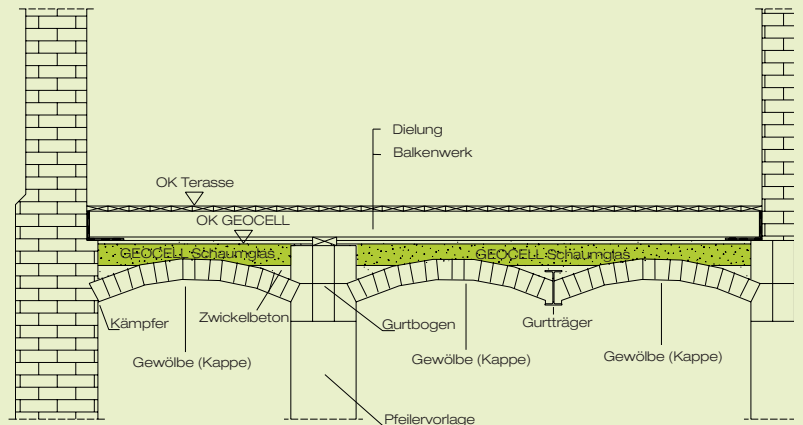 Dielung
Balkenwerk
OK Terasse
OK GEOCELL
GEOCELL Schaumglas
GEOCELL Schaumglas
Kämpfer
Zwickelbeton
Gurtbogen
Gurtträger
Gewölbe (Kappe)
Gewölbe (Kappe)
Gewölbe (Kappe)
Pfeilervorlage